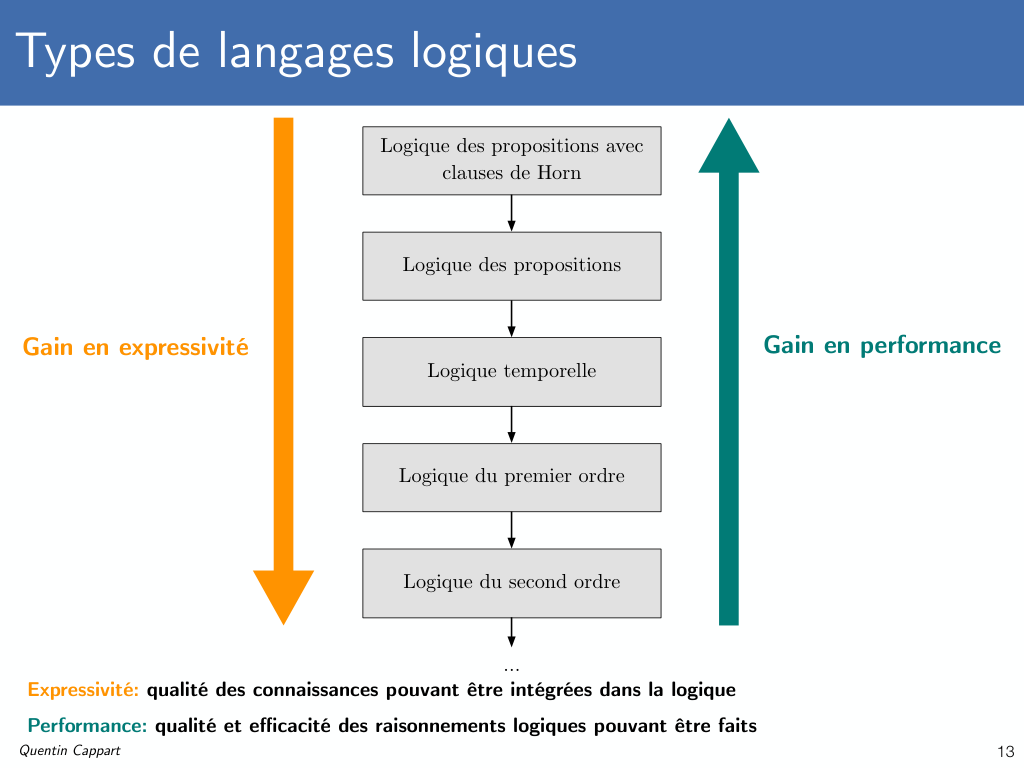 Types de langages logiques
Logique des propositions avec
clauses de Horn
Logique des propositions
Gain en expressivité
Gain en performance
Logique temporelle
Logique du premier ordre
Logique du second ordre
...
Expressivité: qualité des connaissances pouvant être intégrées dans la logique
Performance: qualité et efficacité des raisonnements logiques pouvant être faits
Quentin Cappart
13